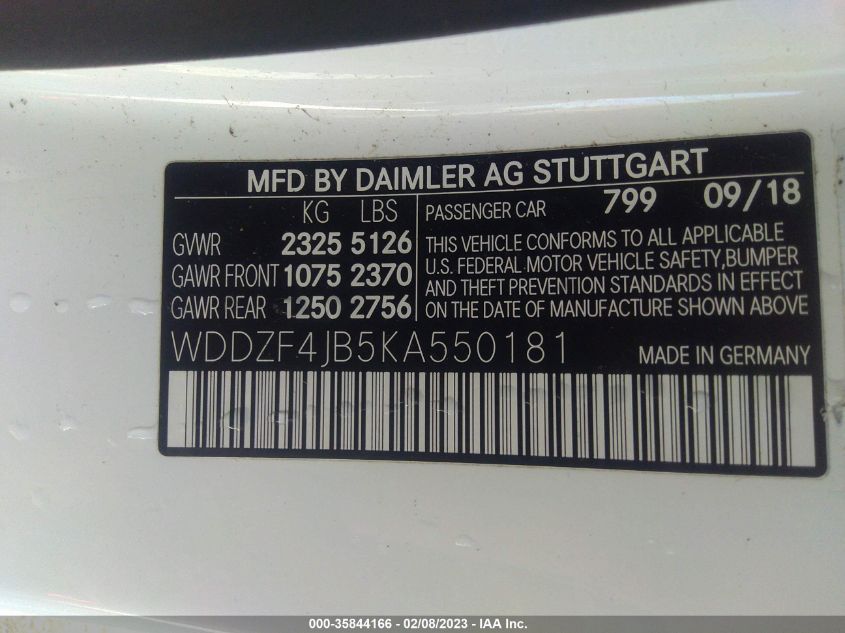 MFD BY DAIMLER AG STUTTGART
KG LBS
GVWR 2325 5126
GAWR FRONT 1075 2370
GAWR REAR 1250 2756
PASSENGER CAR 799 09/18
THIS VEHICLE CONFORMS TO ALL APPLICABLE
U.S. FEDERAL MOTOR VEHICLE SAFETY,BUMPER
AND THEFT PREVENTION STANDARDS IN EFFECT
ON THE DATE OF MANUFACTURE SHOWN ABOVE
WDDZF4JB5KA550181 MADE IN GERMANY
000-35844166 - 02/08/2023 - IAA Inc.